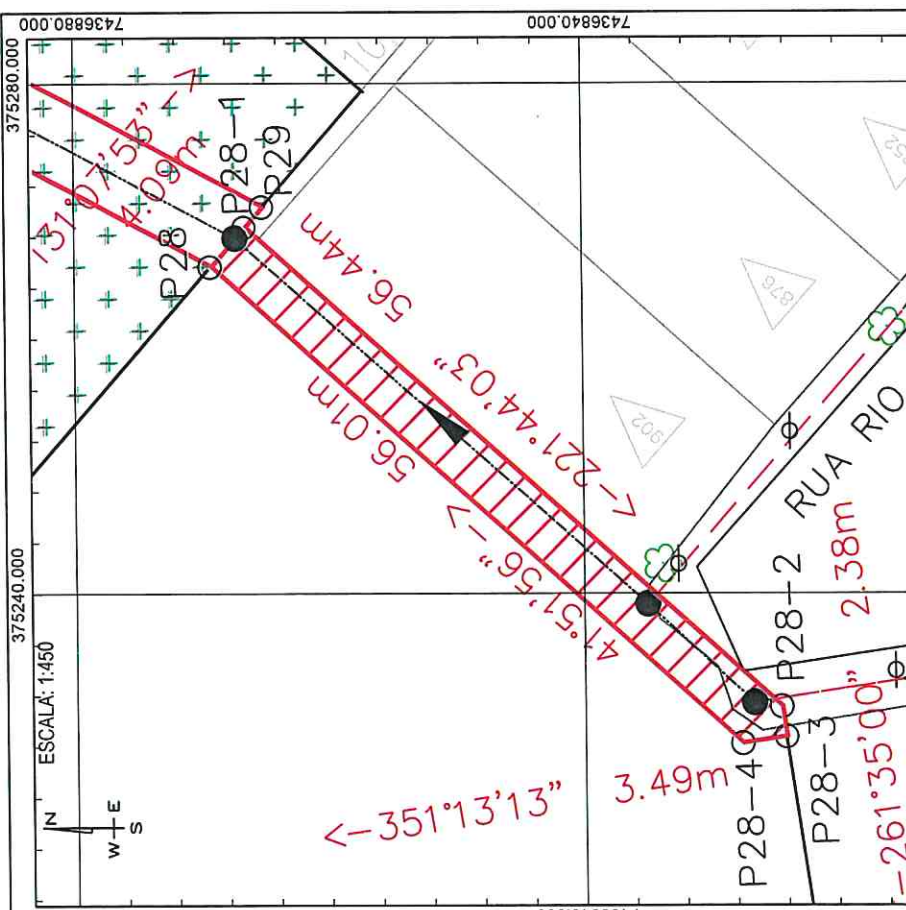 375280.000
375240.000
7436880.000
7436840.000
ESCALA: 1:450
N
W E
S
131°07'53" ->
4.09m
P28
P28-1
P29
56.44m
<-221°44'03"
56.01m
41°51'56"->
902
876
952
RUA RIO
P28-2
2.38m
P28-3
-261°35'00"
P28-4
3.49m
<-351°13'13"